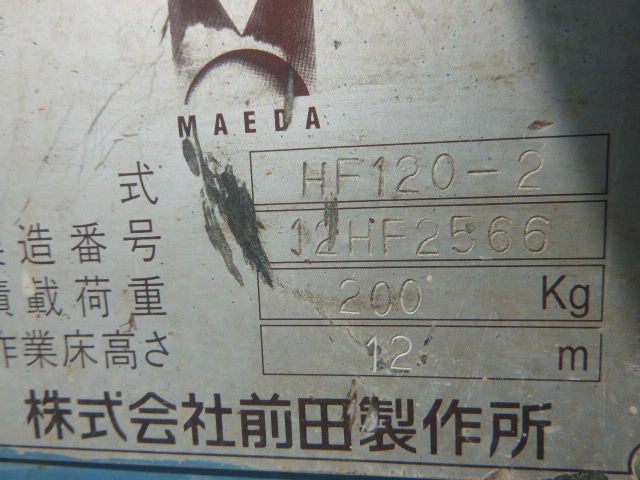 MAEDA
式 HF120-2
造番号 12HF2566
載荷重 200 Kg
作業床高さ 12 m
株式会社前田製作所